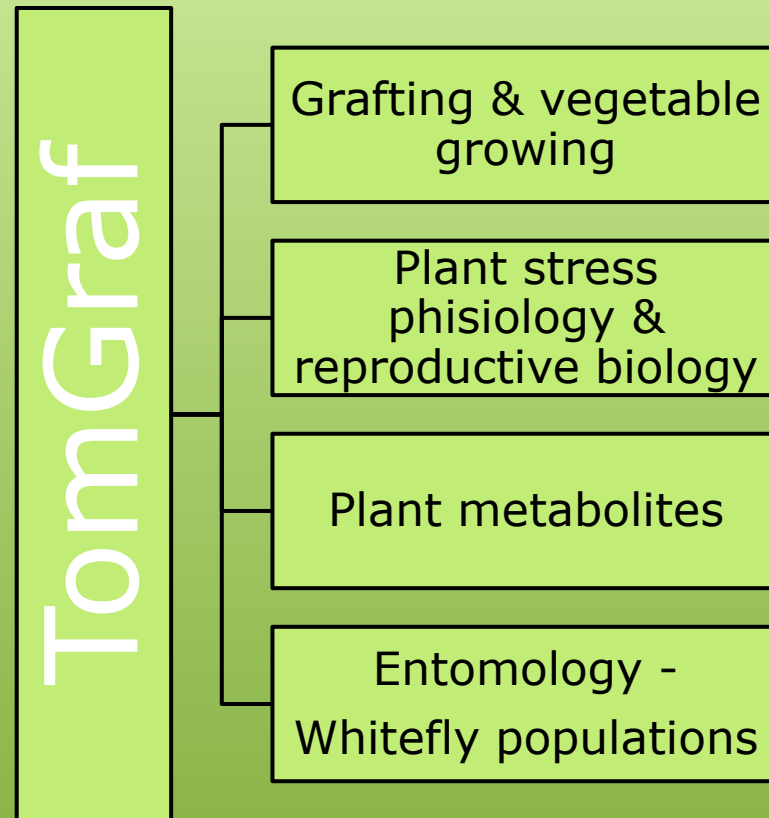 TomGraf
Grafting & vegetable
growing
Plant stress
phisiology &
reproductive biology
Plant metabolites
Entomology -
Whitefly populations